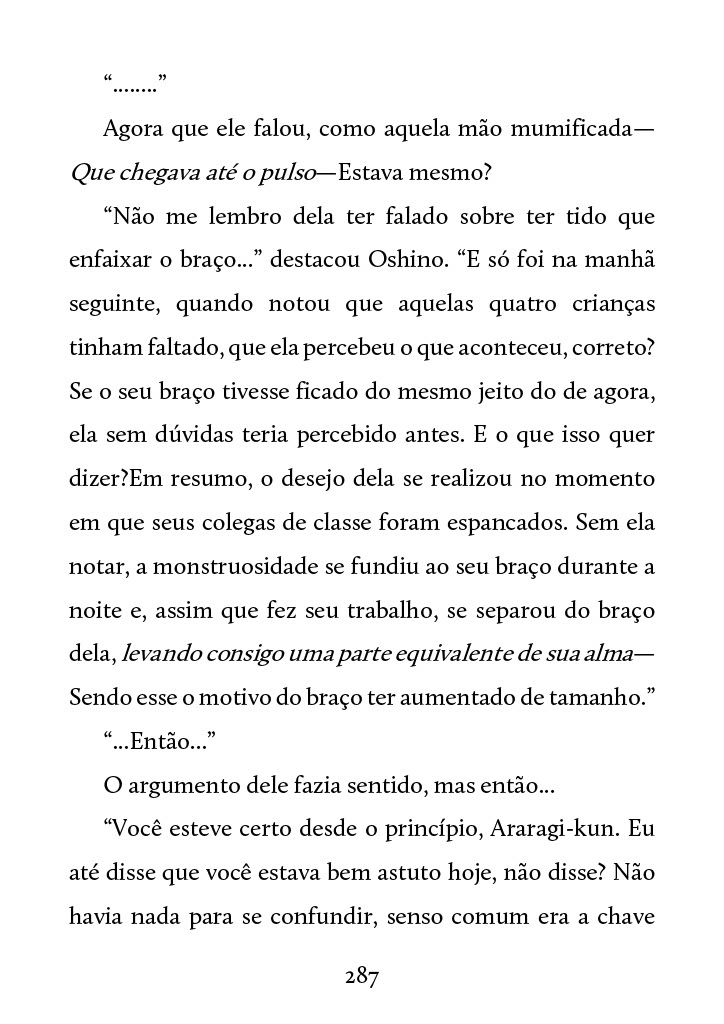 “........”
Agora que ele falou, como aquela mão mumificada—
Que chegava até o pulso—Estava mesmo?
“Não me lembro dela ter falado sobre ter tido que
enfaixar o braço...” destacou Oshino. “E só foi na manhã
seguinte, quando notou que aquelas quatro crianças
tinham faltado, que ela percebeu o que aconteceu, correto?
Se o seu braço tivesse ficado do mesmo jeito do de agora,
ela sem dúvidas teria percebido antes. E o que isso quer
dizer?Em resumo, o desejo dela se realizou no momento
em que seus colegas de classe foram espancados. Sem ela
notar, a monstruosidade se fundiu ao seu braço durante a
noite e, assim que fez seu trabalho, se separou do braço
dela, levando consigo uma parte equivalente de sua alma—
Sendo esse o motivo do braço ter aumentado de tamanho.”
“...Então...”
O argumento dele fazia sentido, mas então...
“Você esteve certo desde o princípio, Araragi-kun. Eu
até disse que você estava bem astuto hoje, não disse? Não
havia nada para se confundir, senso comum era a chave
287